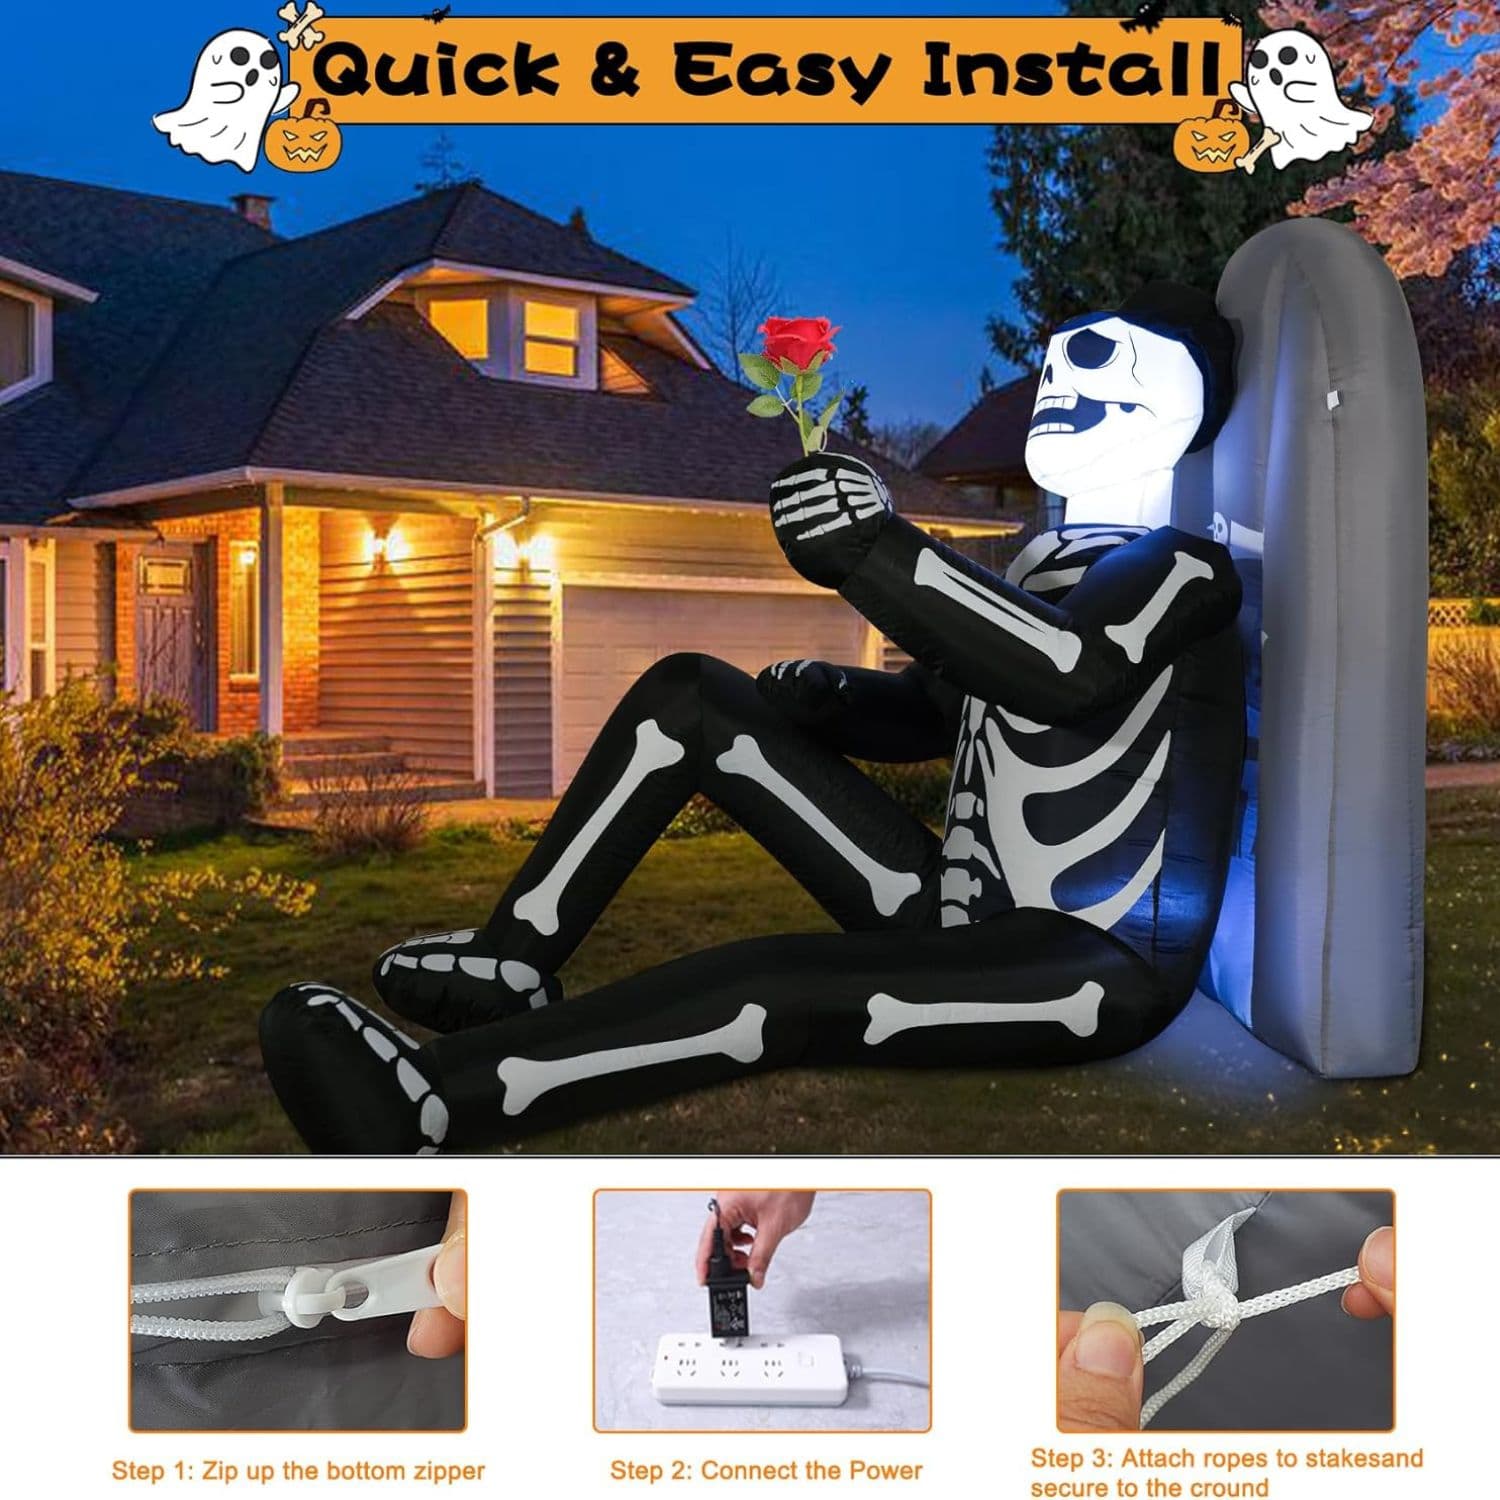 Quick & Easy Install
Step 1: Zip up the bottom zipper
Step 2: Connect the Power
Step 3: Attach ropes to stakesand
secure to the cround